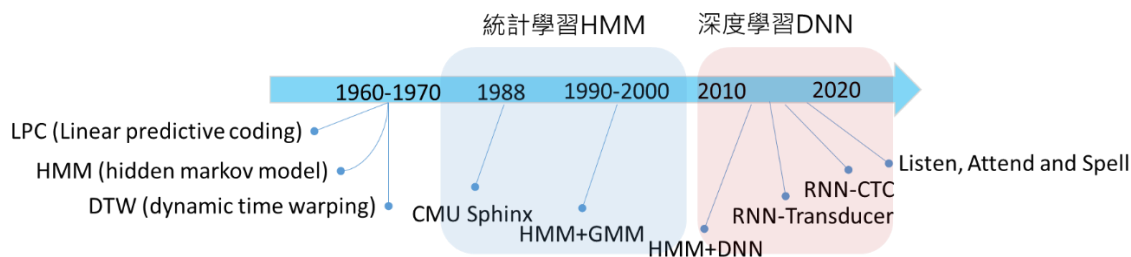 統計學習HMM
深度學習DNN
1960-1970
1988
1990-2000
2010
2020
LPC (Linear predictive coding)
HMM (hidden markov model)
DTW (dynamic time warping)
CMU Sphinx
HMM+GMM
HMM+DNN
RNN-Transducer
RNN-CTC
Listen, Attend and Spell